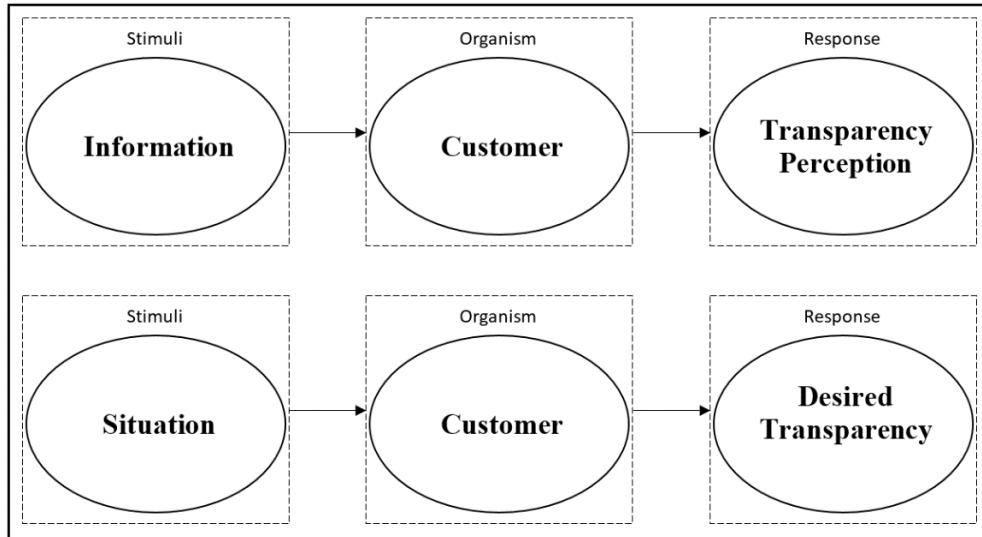 Stimuli
Organism
Response
Information
Customer
Transparency
Perception
Stimuli
Organism
Response
Situation
Customer
Desired
Transparency